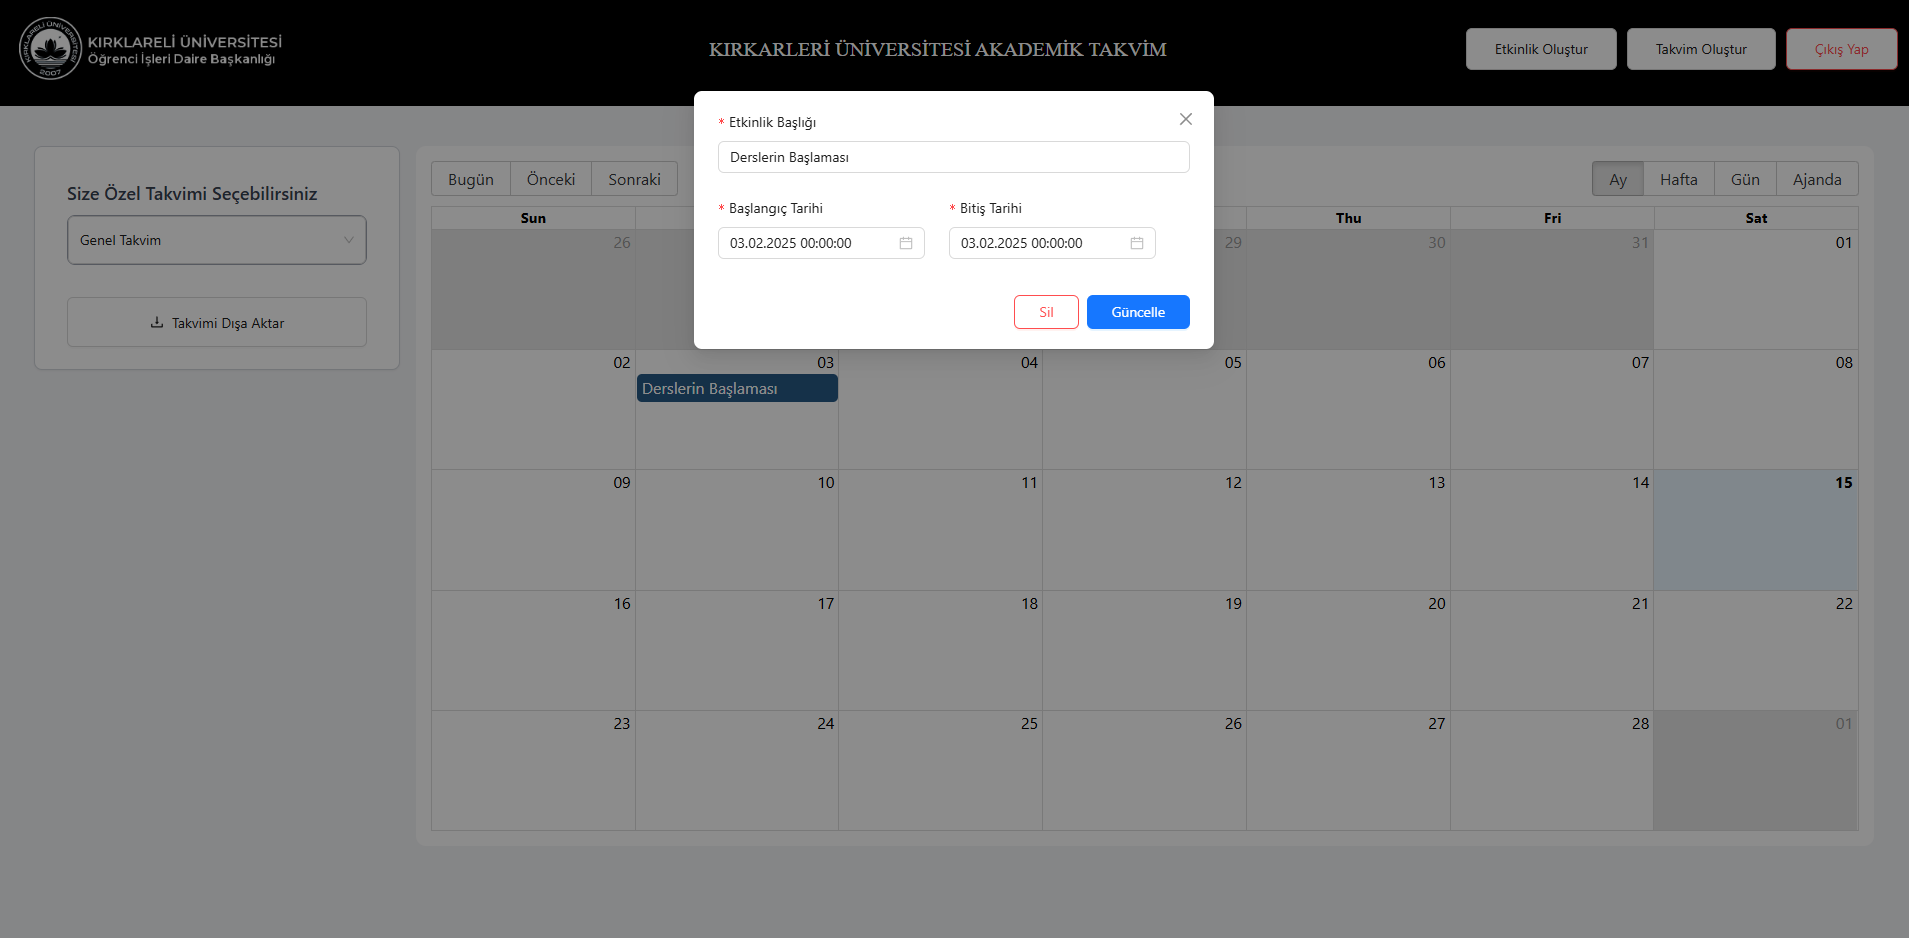 KIRKLARELİ ÜNİVERSİTESİ
2007
KIRKLARELİ ÜNİVERSİTESİ
Öğrenci İşleri Daire Başkanlığı
KIRKARLERİ ÜNİVERSİTESİ AKADEMİK TAKVİM
Etkinlik Oluştur
Takvim Oluştur
Çıkış Yap
Size Özel Takvimi Seçebilirsiniz
Genel Takvim
Takvimi Dışa Aktar
* Etkinlik Başlığı
Derslerin Başlaması
* Başlangıç Tarihi
* Bitiş Tarihi
03.02.2025 00:00:00
03.02.2025 00:00:00
Sil
Güncelle
Bugün Önceki Sonraki
Ay Hafta Gün Ajanda
Sun Thu Fri Sat
26 29 30 31 01
02 03 04 05 06 07 08
Derslerin Başlaması
09 10 11 12 13 14 15
16 17 18 19 20 21 22
23 24 25 26 27 28 01